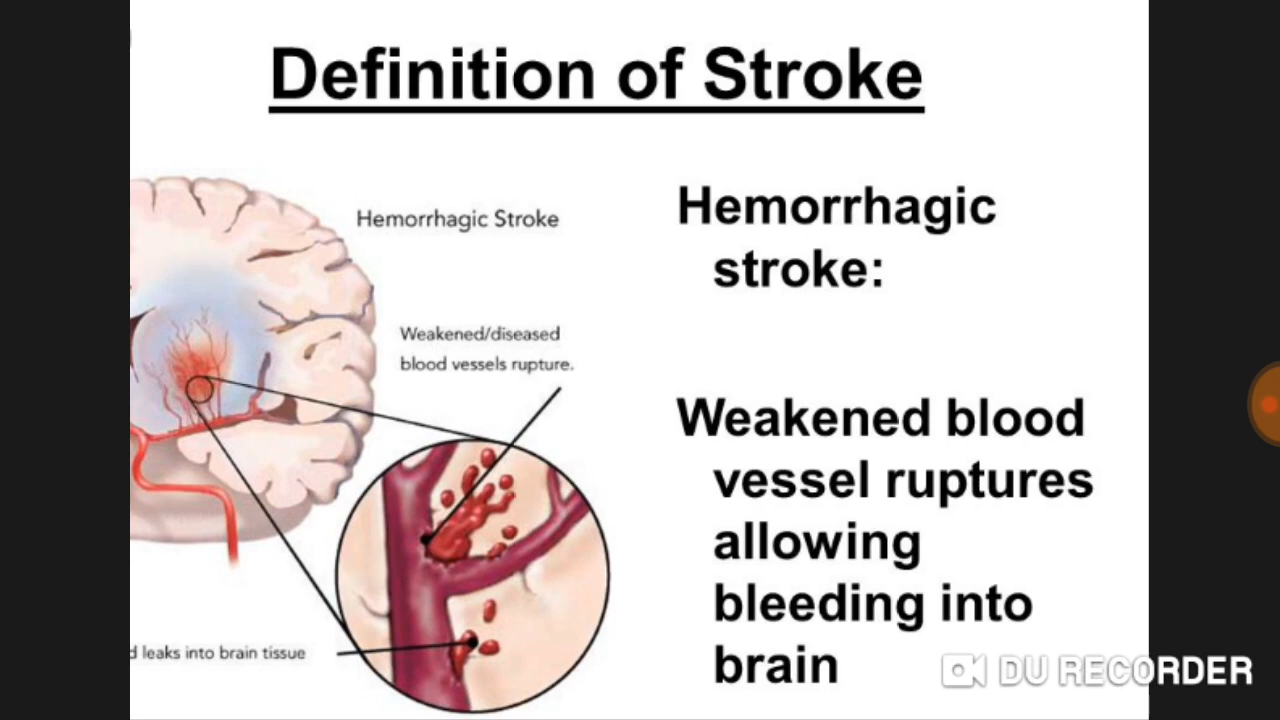 Definition of Stroke
Hemorrhagic Stroke
Weakened/diseased
blood vessels rupture.
leaks into brain tissue
Hemorrhagic
stroke:
Weakened blood
vessel ruptures
allowing
bleeding into
brain
DU RECORDER